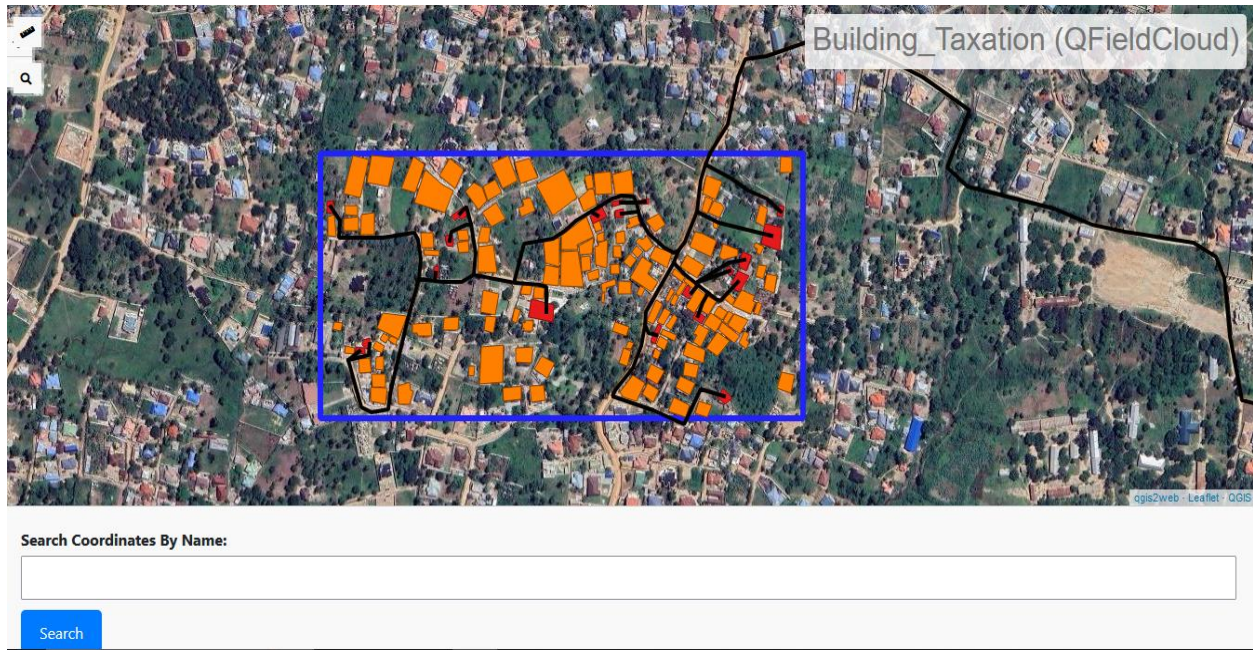 Building_Taxation (QFieldCloud)
qgis2web · Leaflet · QGIS
Search Coordinates By Name:
Search